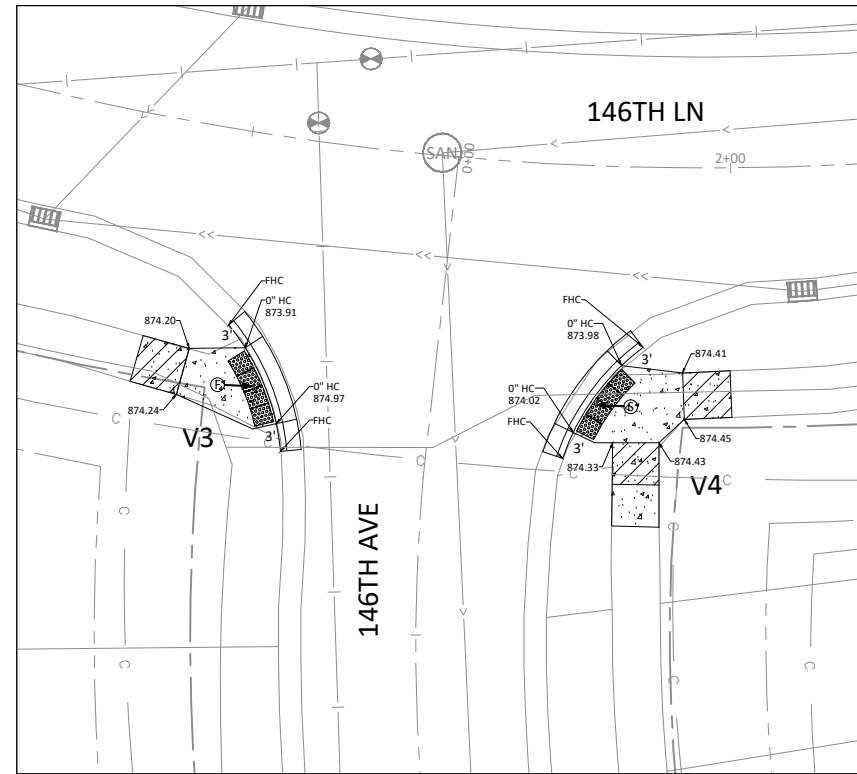 146TH LN
SAN
0+00
2+00
FHC
0" HC
873.91
3'
874.20
F
0" HC
874.97
FHC
3'
874.24
V3
C
C
FHC
0" HC
873.98
3'
874.41
0" HC
874.02
S
FHC
3'
874.45
874.33
874.43
V4
C
C
C
146TH AVE
C
C
C
C
C
C